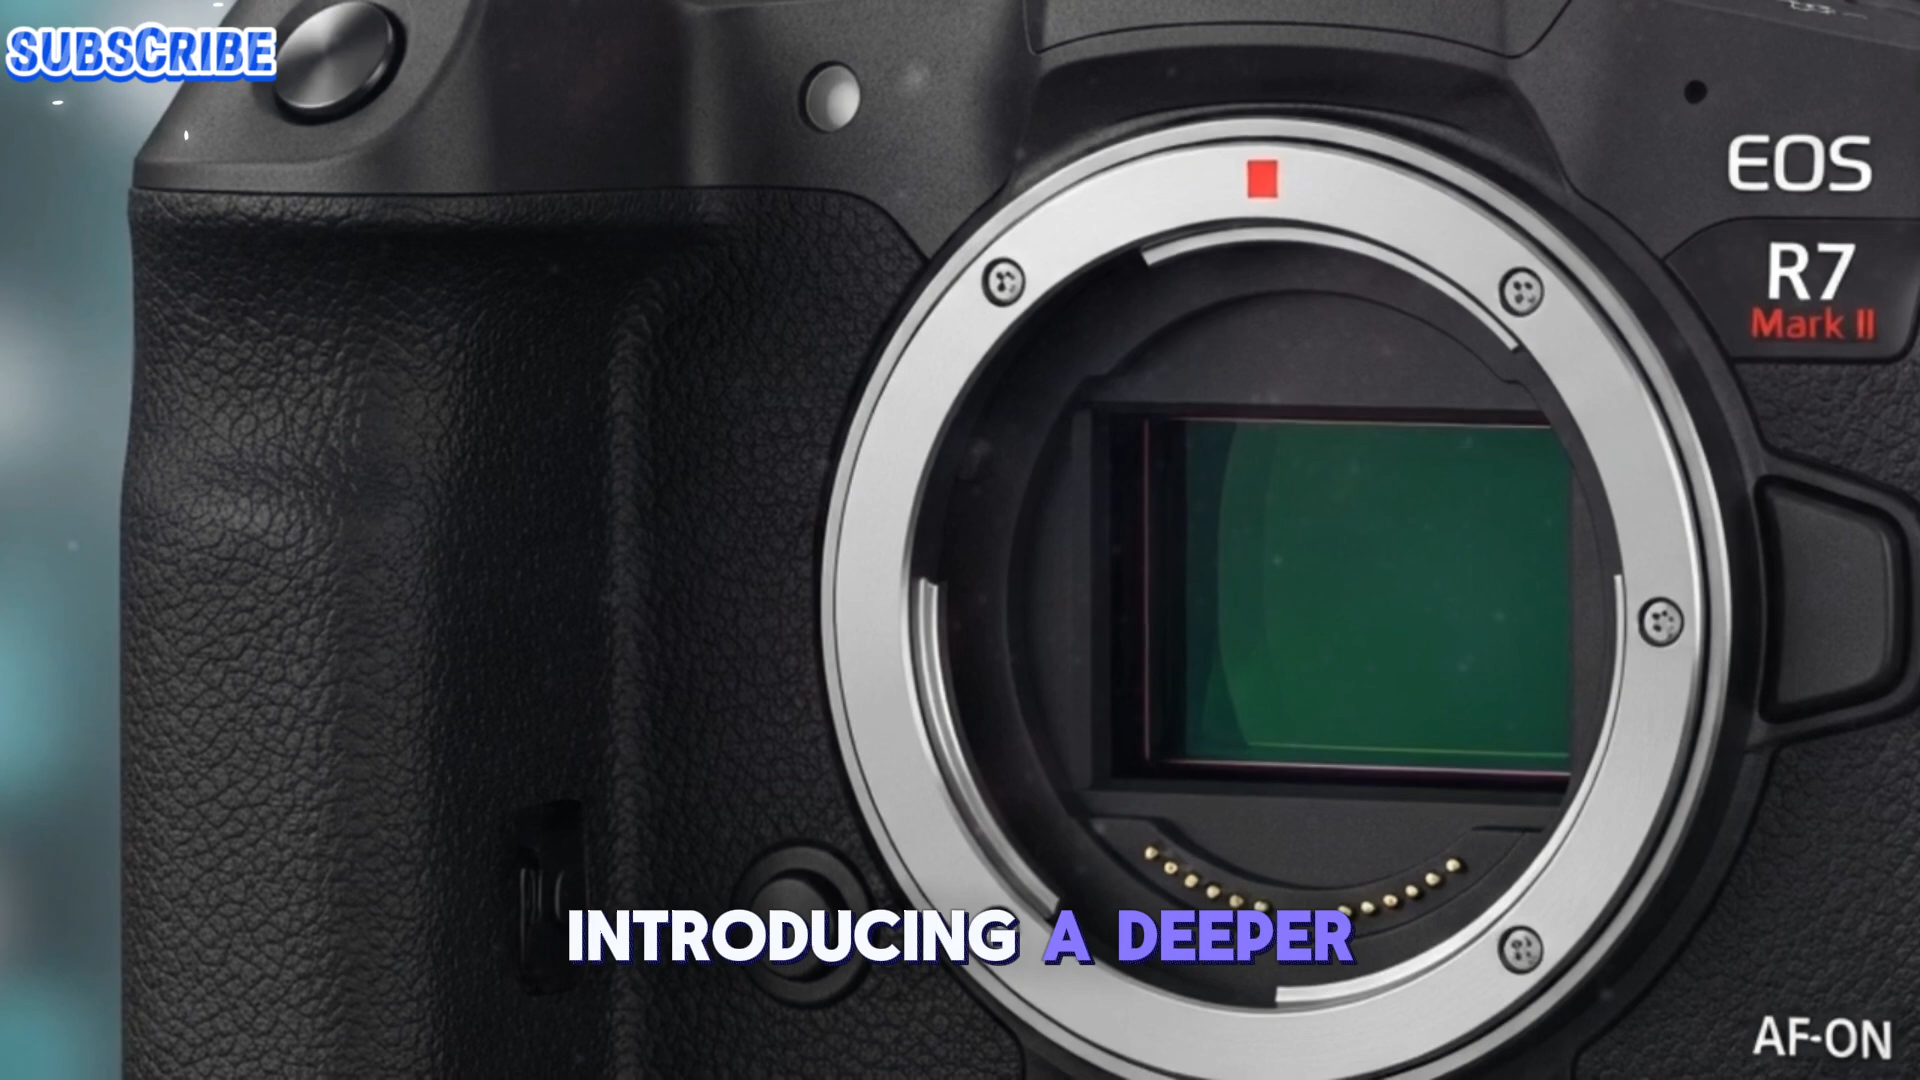 SUBSCRIBE
EOS
R7
Mark II
INTRODUCING A DEEPER
AF-ON